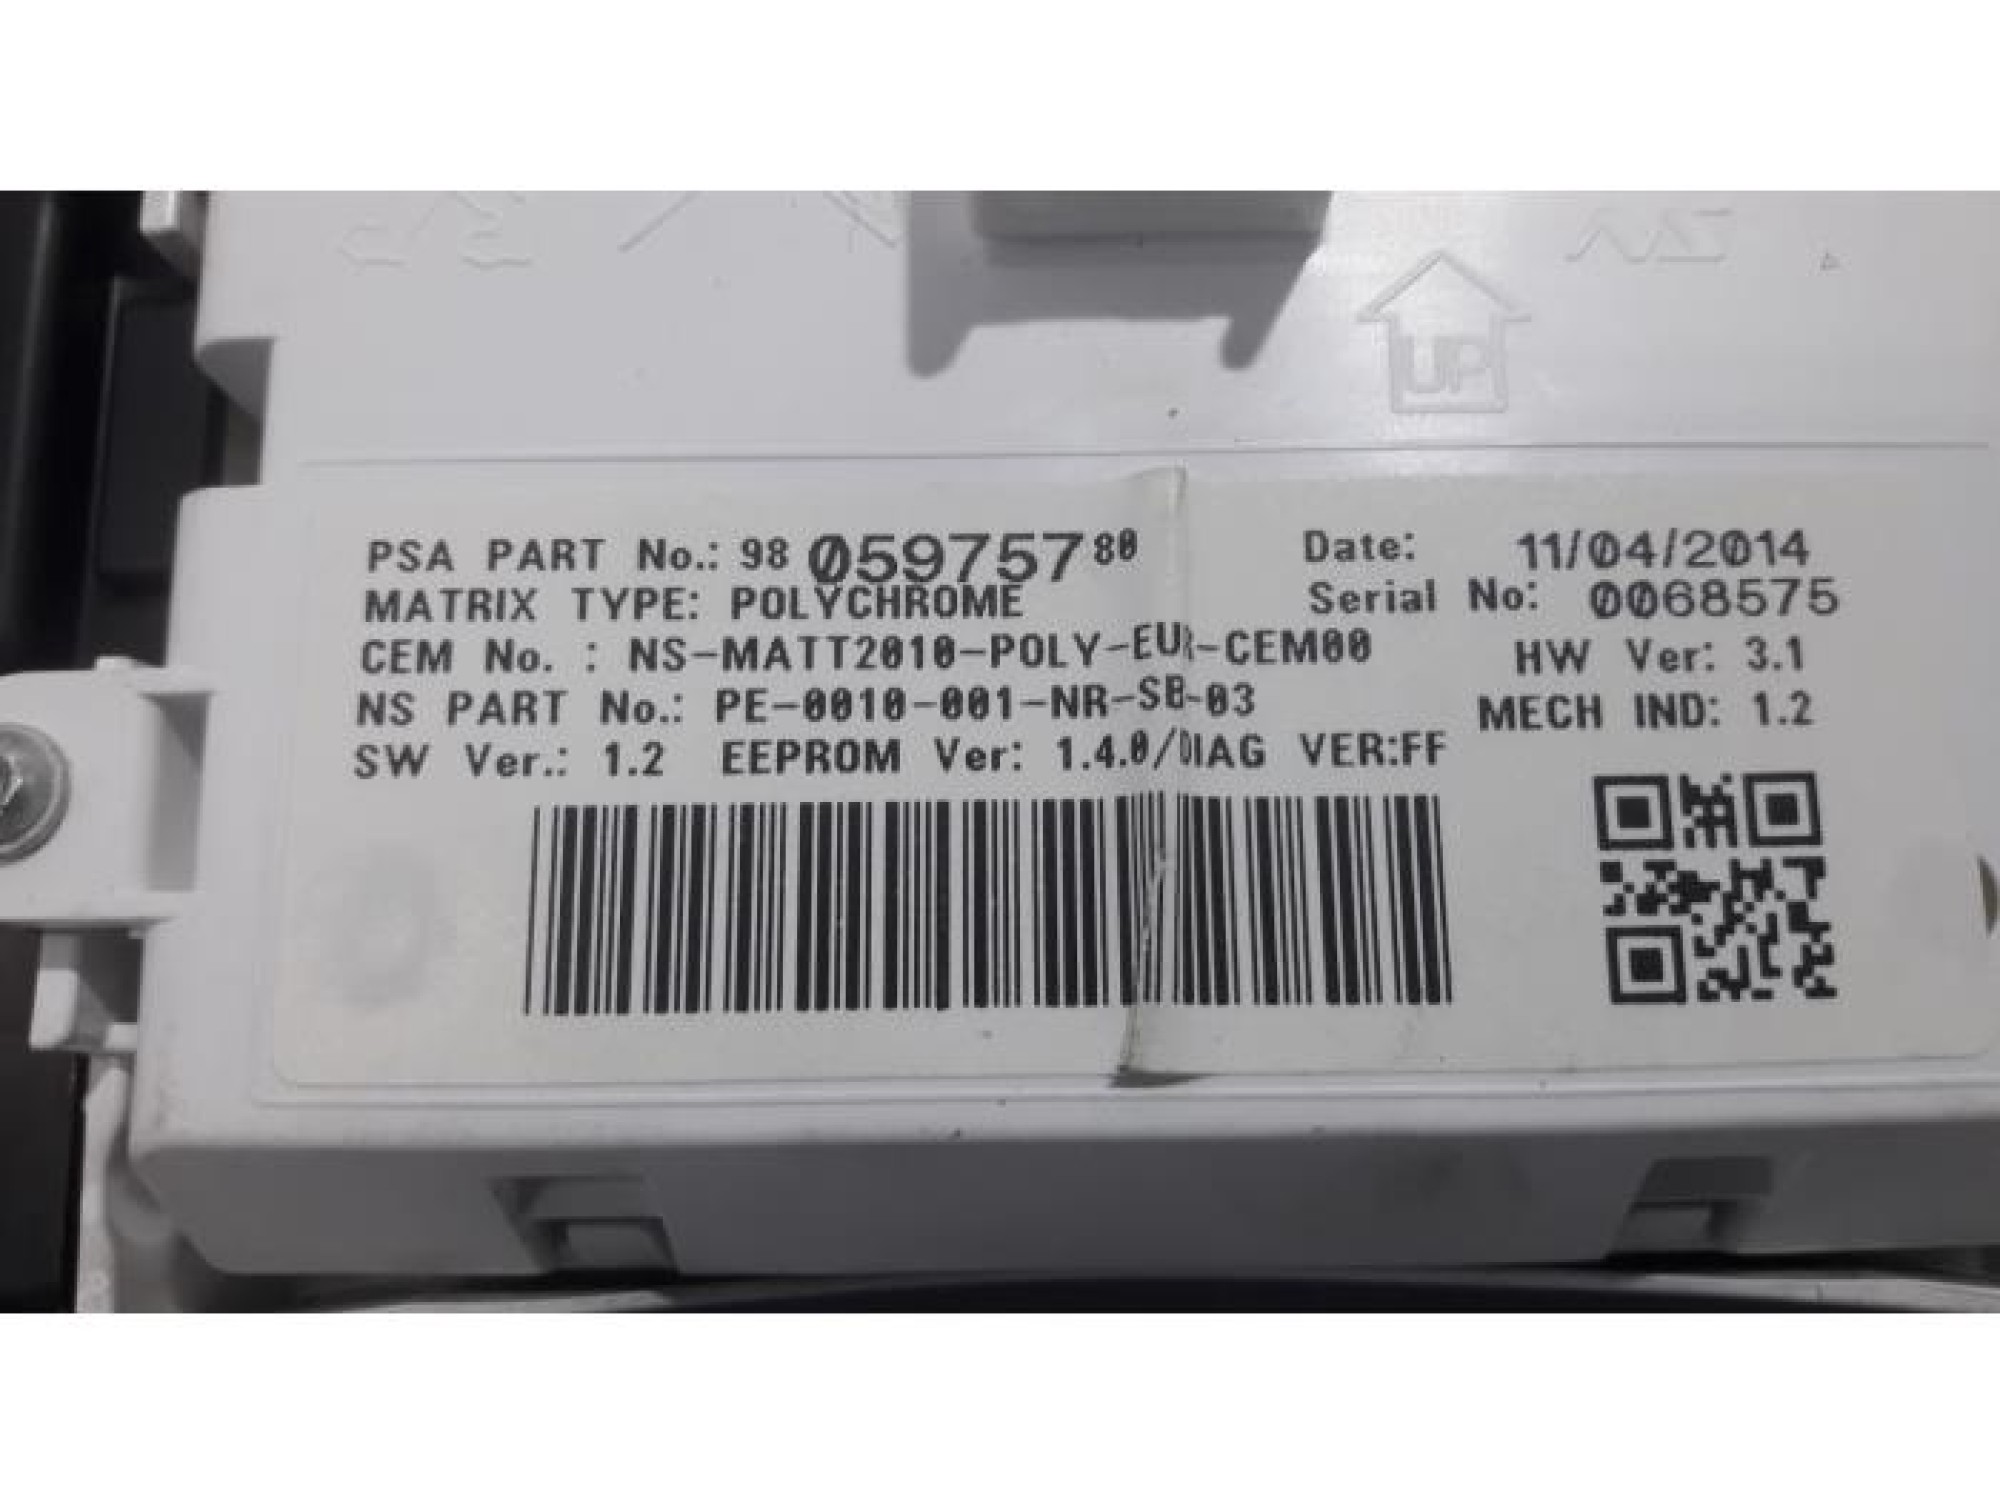 NS
UP
PSA PART No.: 98 05975780 Date: 11/04/2014
MATRIX TYPE: POLYCHROME Serial No: 0068575
CEM No. : NS-MATT2010-POLY-EUR-CEM00 HW Ver: 3.1
NS PART No.: PE-0010-001-NR-SB-03 MECH IND: 1.2
SW Ver.: 1.2 EEPROM Ver: 1.4.0/DIAG VER:FF